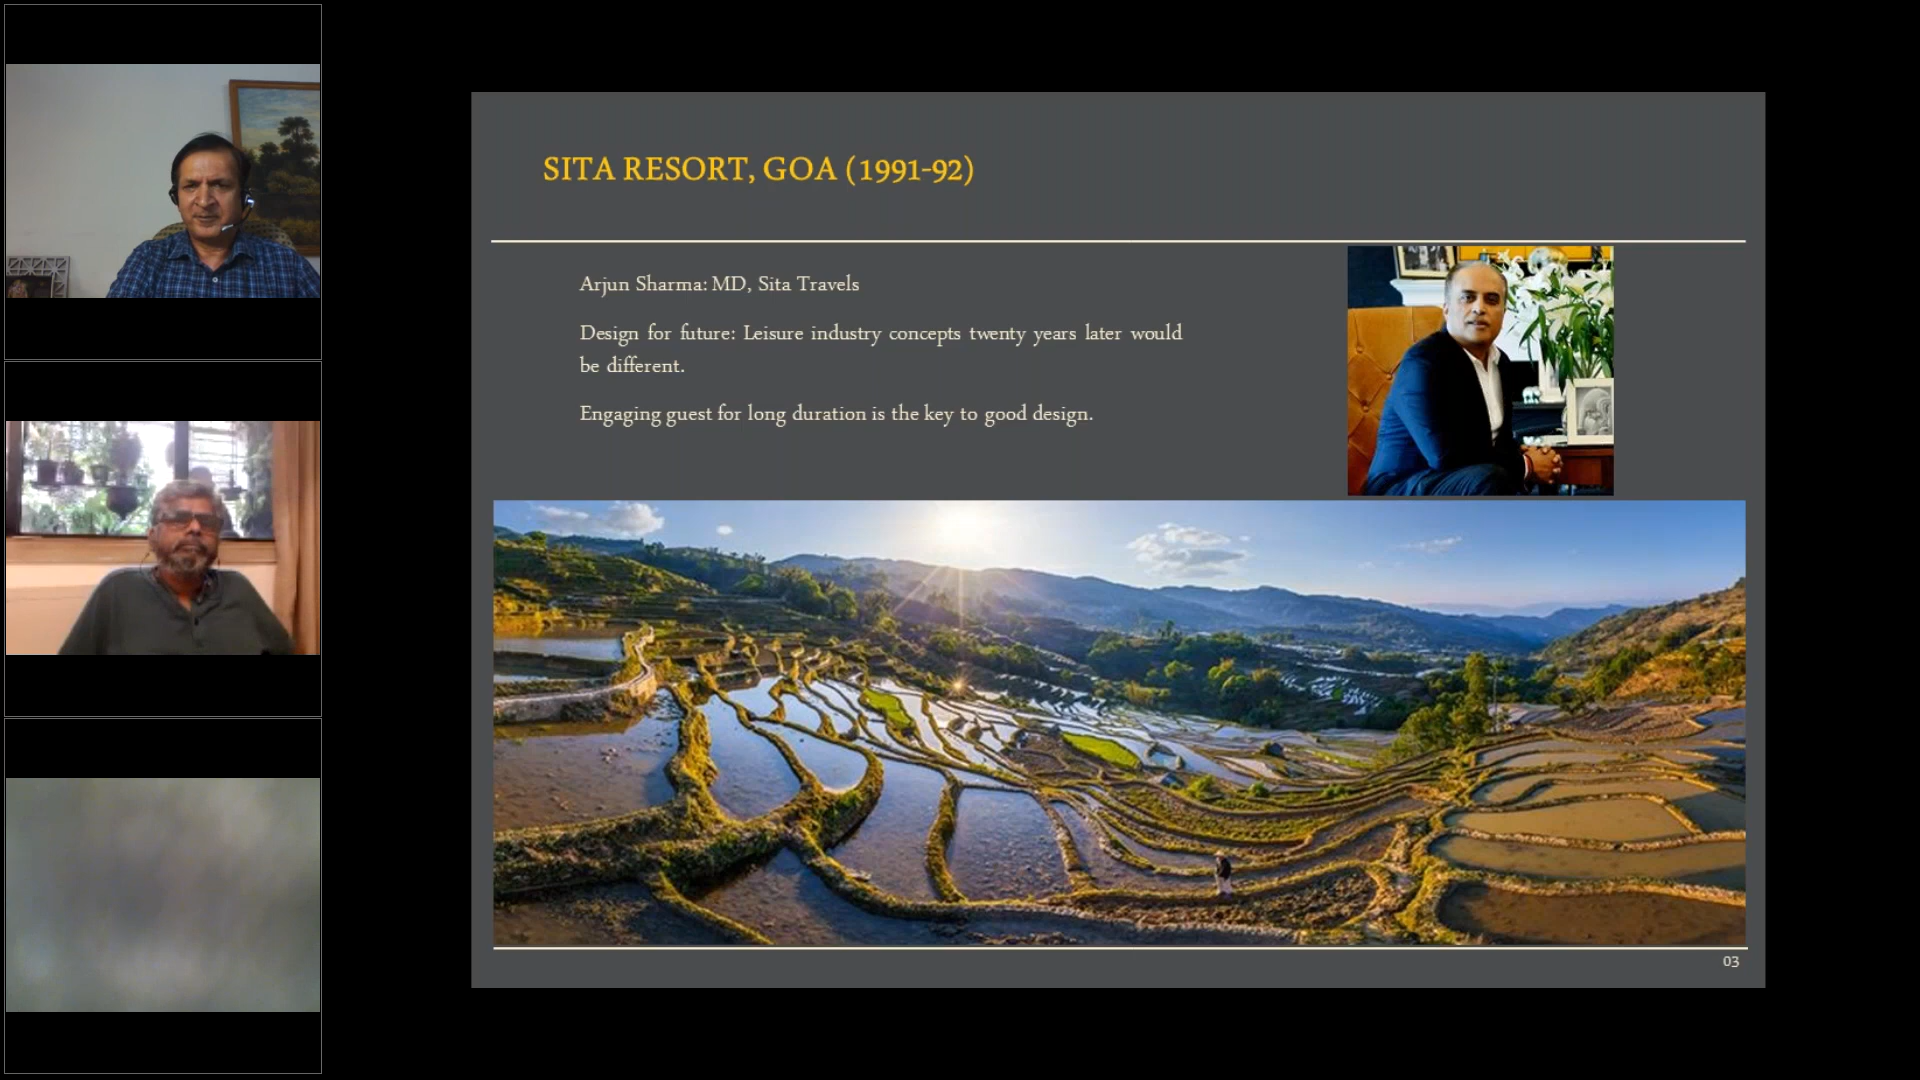 SITA RESORT, GOA (1991-92)
Arjun Sharma: MD, Sita Travels
Design for future: Leisure industry concepts twenty years later would
be different.
Engaging guest for long duration is the key to good design.
03